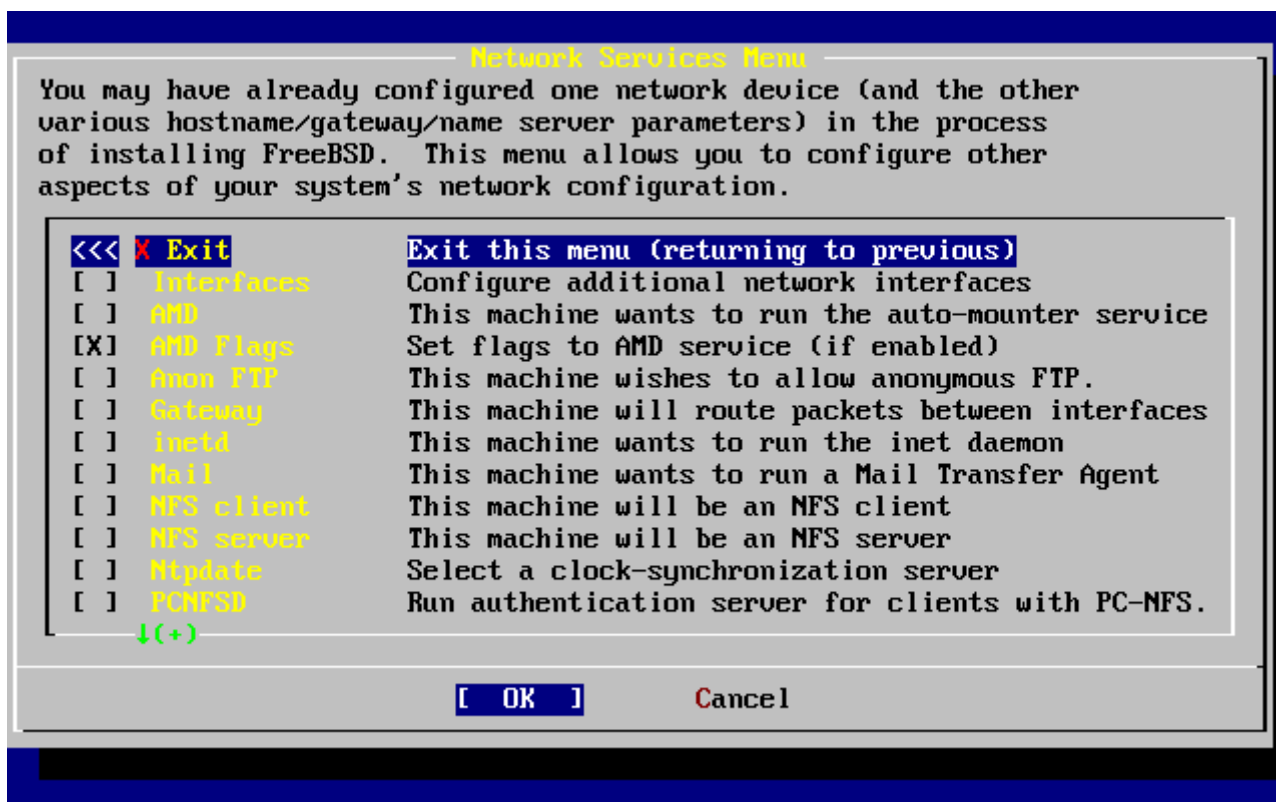 Network Services Menu
You may have already configured one network device (and the other
various hostname/gateway/name server parameters) in the process
of installing FreeBSD.  This menu allows you to configure other
aspects of your system's network configuration.
<<< X Exit Exit this menu (returning to previous)
[ ] Interfaces Configure additional network interfaces
[ ] AMD This machine wants to run the auto-mounter service
[X] AMD Flags Set flags to AMD service (if enabled)
[ ] Anon FTP This machine wishes to allow anonymous FTP.
[ ] Gateway This machine will route packets between interfaces
[ ] inetd This machine wants to run the inet daemon
[ ] Mail This machine wants to run a Mail Transfer Agent
[ ] NFS client This machine will be an NFS client
[ ] NFS server This machine will be an NFS server
[ ] Ntpdate Select a clock-synchronization server
[ ] PCNFSD Run authentication server for clients with PC-NFS.
↓(+)
[ OK ] Cancel